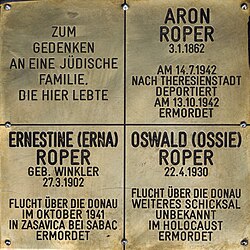 ZUM
GEDENKEN
AN EINE JÜDISCHE
FAMILIE,
DIE HIER LEBTE
ARON
ROPER
3.1.1862
AM 14.7.1942
NACH THERESIENSTADT
DEPORTIERT
AM 13.10.1942
ERMORDET
ERNESTINE (ERNA)
ROPER
GEB. WINKLER
27.3.1902
FLUCHT ÜBER DIE DONAU
IM OKTOBER 1941
IN ZASAVICA BEI SABAC
ERMORDET
OSWALD (OSSIE)
ROPER
22.4.1930
FLUCHT ÜBER DIE DONAU
WEITERES SCHICKSAL
UNBEKANNT
IM HOLOCAUST
ERMORDET